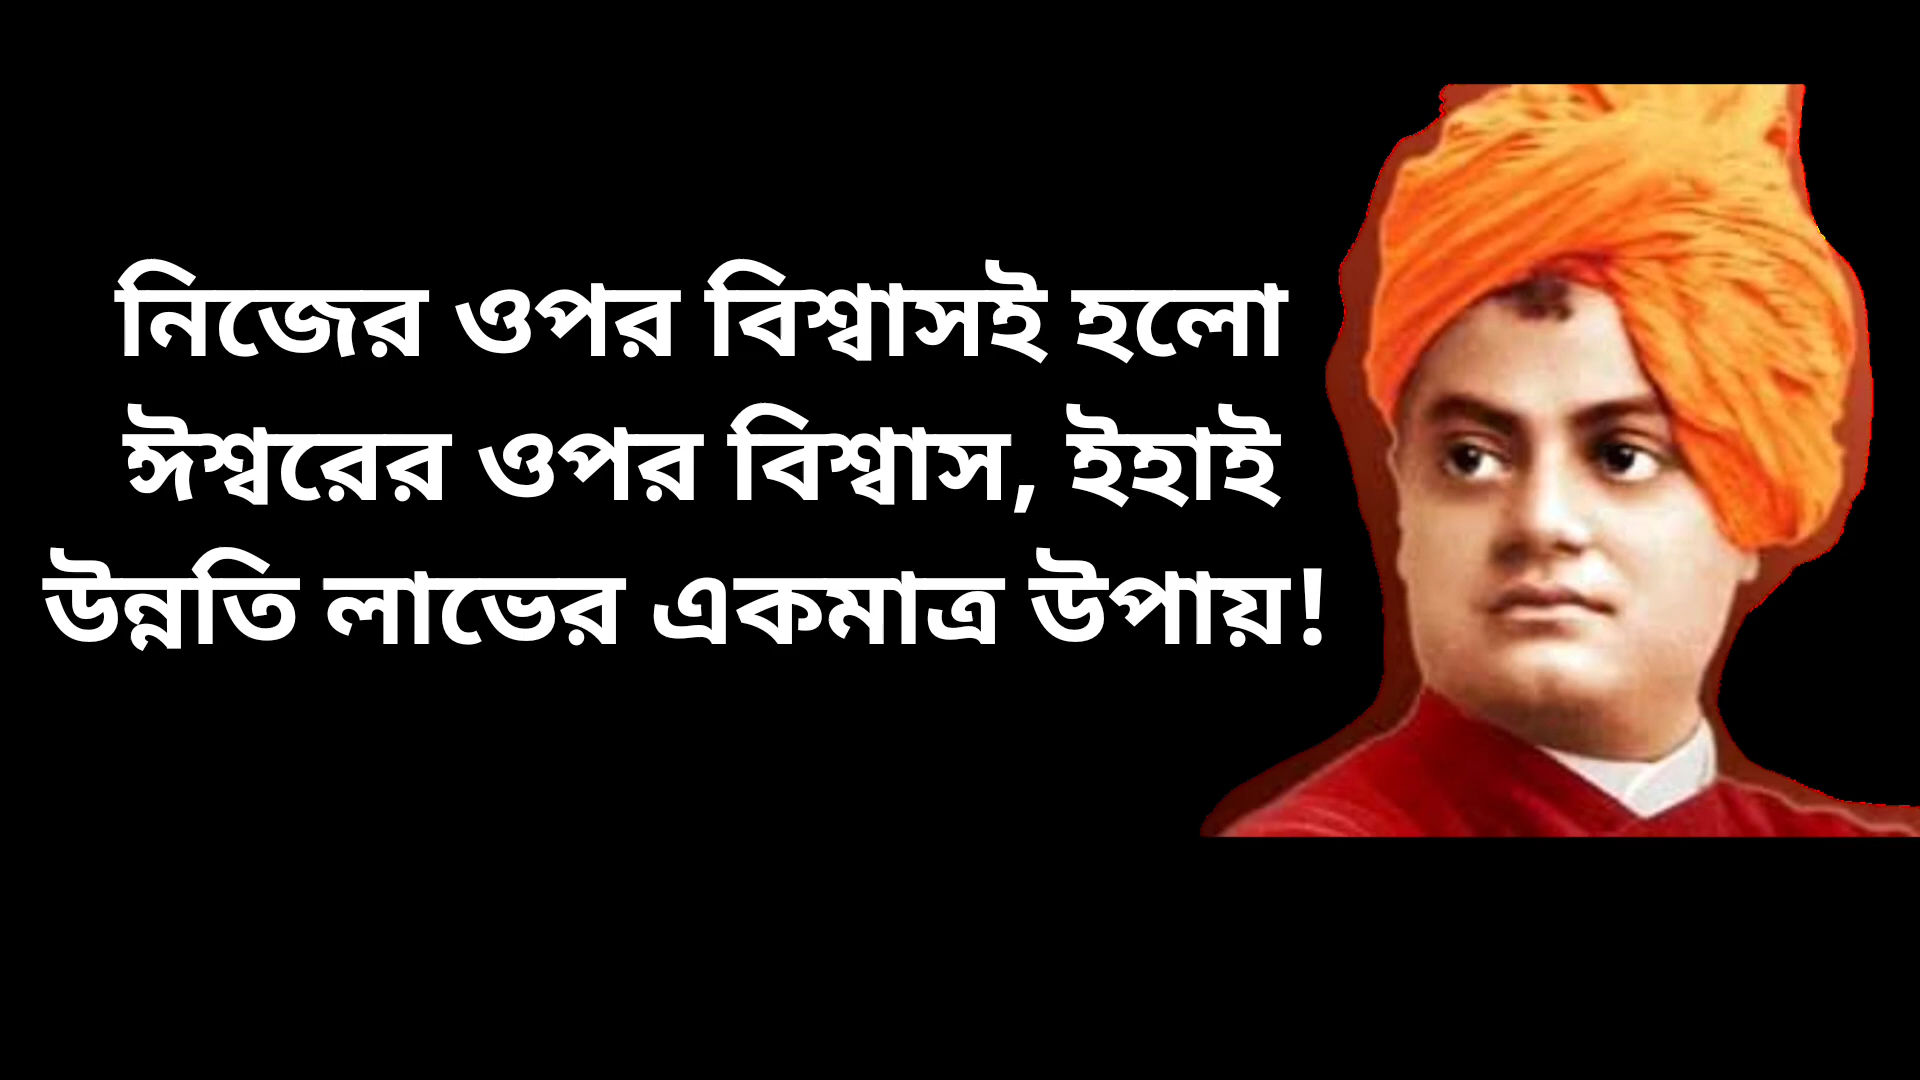 নিজের ওপর বিশ্বাসই হলো
ঈশ্বরের ওপর বিশ্বাস, ইহাই
উন্নতি লাভের একমাত্র উপায়!